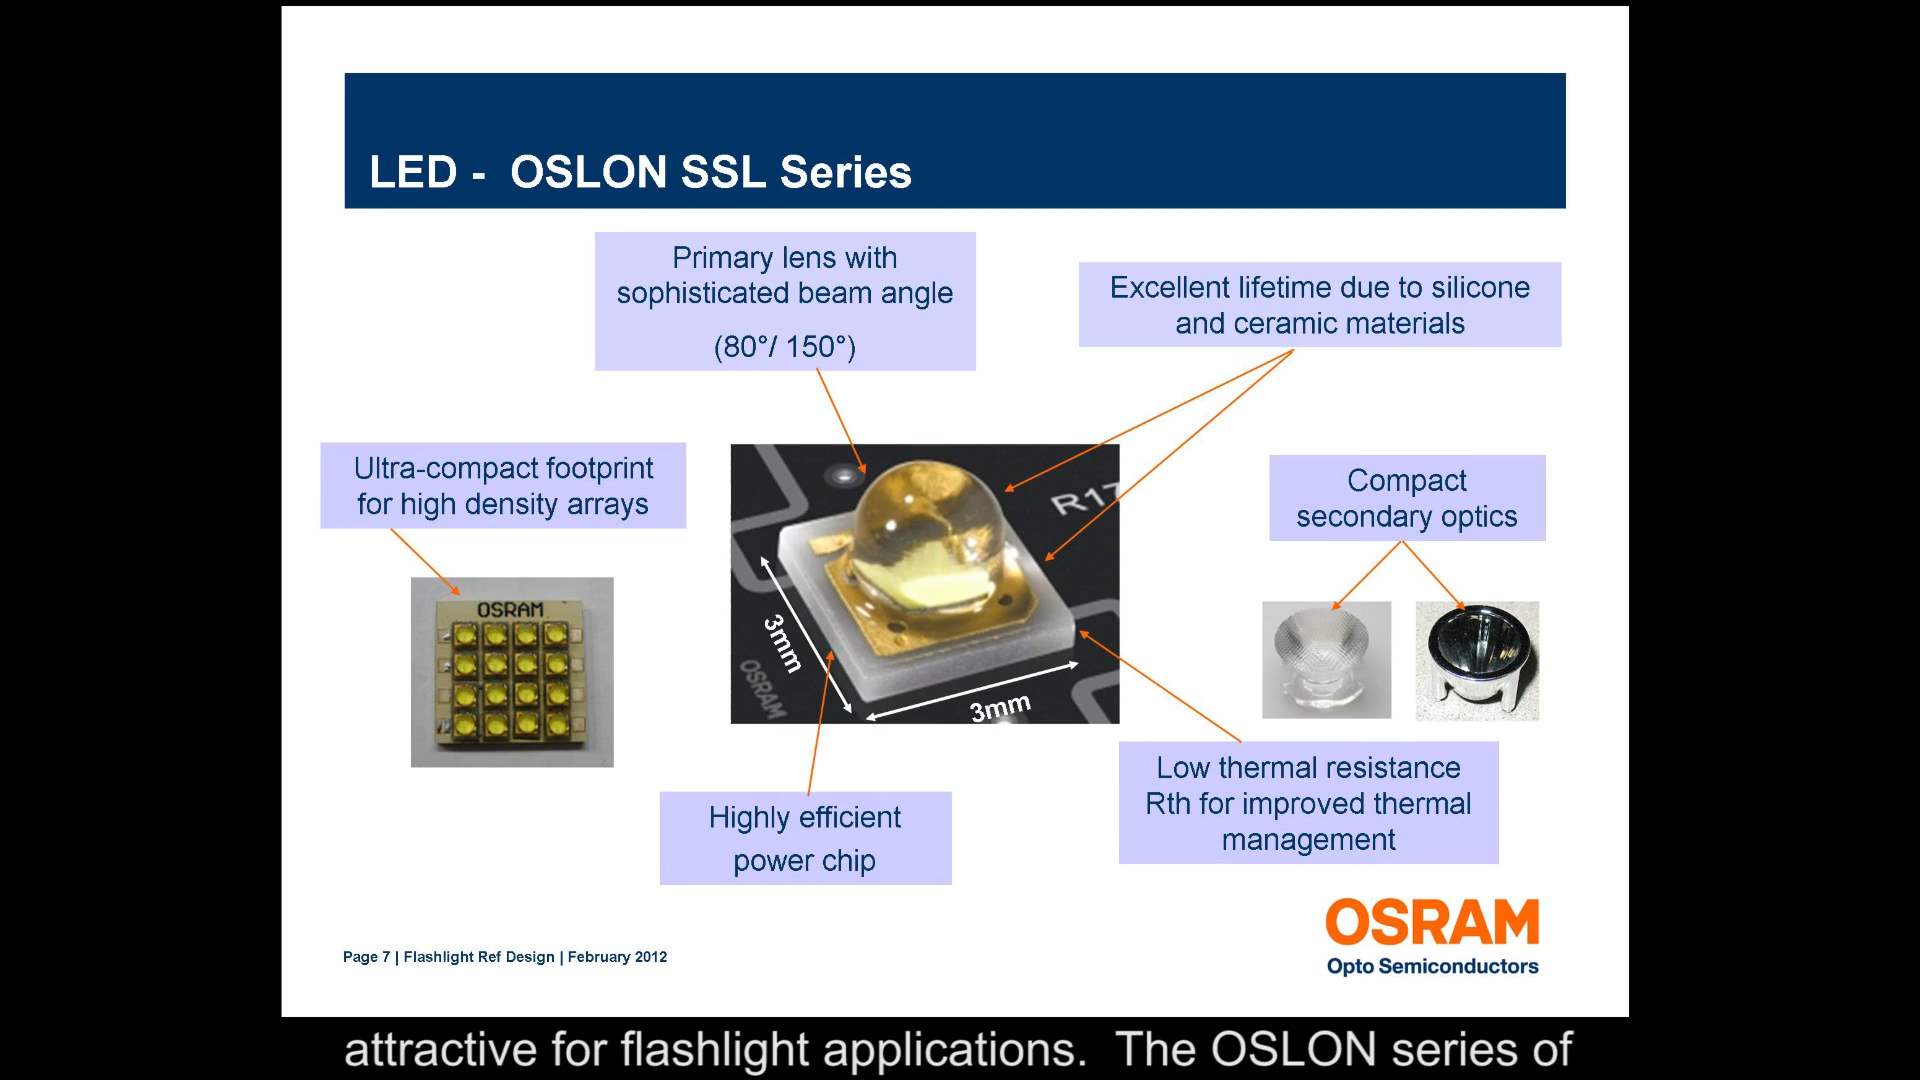 LED -  OSLON SSL Series
Primary lens with
sophisticated beam angle
(80°/ 150°)
Excellent lifetime due to silicone
and ceramic materials
Ultra-compact footprint
for high density arrays
Compact
secondary optics
OSRAM
R17
3mm
3mm
OSRAM
Highly efficient
power chip
Low thermal resistance
Rth for improved thermal
management
OSRAM
Opto Semiconductors
Page 7 | Flashlight Ref Design | February 2012
attractive for flashlight applications.  The OSLON series of